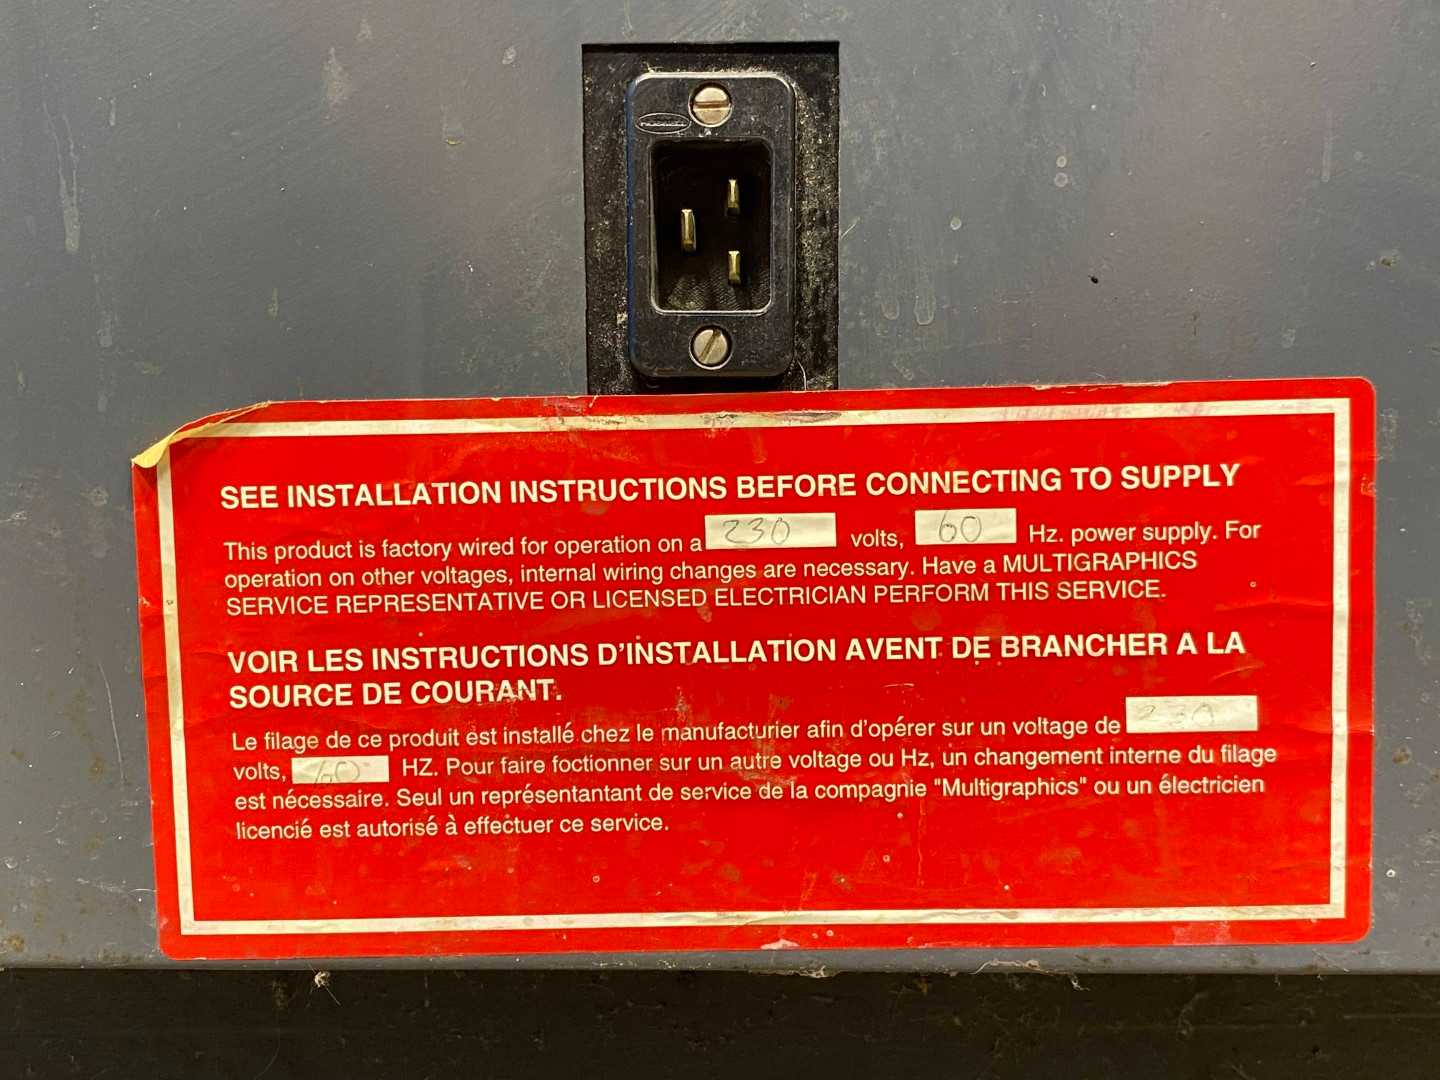 SEE INSTALLATION INSTRUCTIONS BEFORE CONNECTING TO SUPPLY
This product is factory wired for operation on a 230 volts, 60 Hz. power supply. For
operation on other voltages, internal wiring changes are necessary. Have a MULTIGRAPHICS
SERVICE REPRESENTATIVE OR LICENSED ELECTRICIAN PERFORM THIS SERVICE.
VOIR LES INSTRUCTIONS D'INSTALLATION AVENT DE BRANCHER A LA
SOURCE DE COURANT.
Le filage de ce produit est installé chez le manufacturier afin d'opérer sur un voltage de 230
volts, 60 HZ. Pour faire foctionner sur un autre voltage ou Hz, un changement interne du filage
est nécessaire. Seul un représentantant de service de la compagnie "Multigraphics" ou un électricien
licencié est autorisé à effectuer ce service.